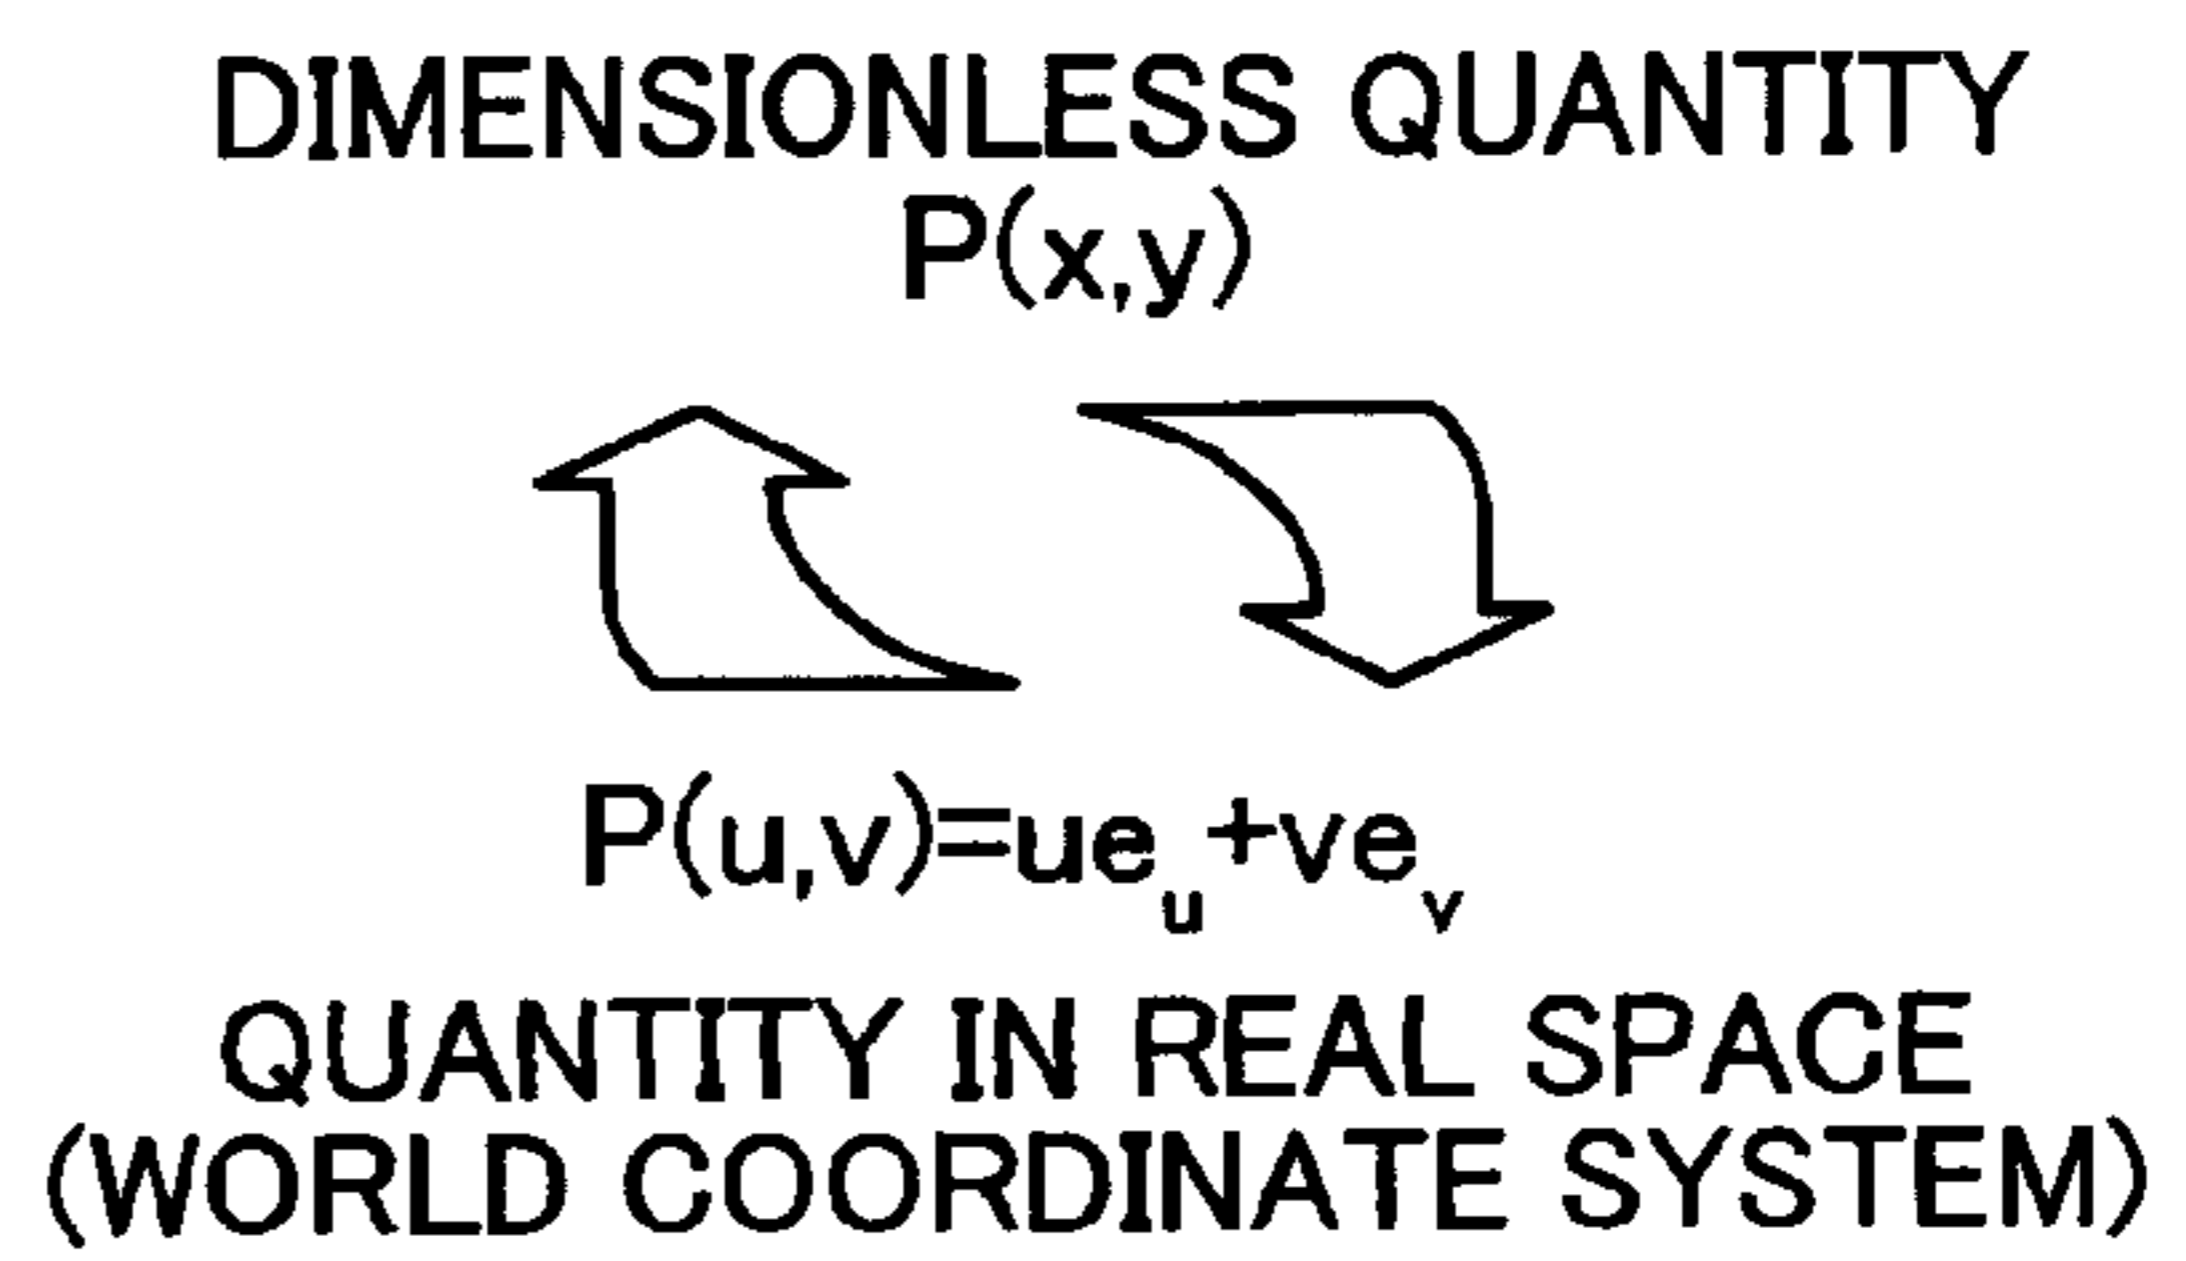 DIMENSIONLESS QUANTITY
P(x,y)
P(u,v)=ue_u+ve_v
QUANTITY IN REAL SPACE
(WORLD COORDINATE SYSTEM)